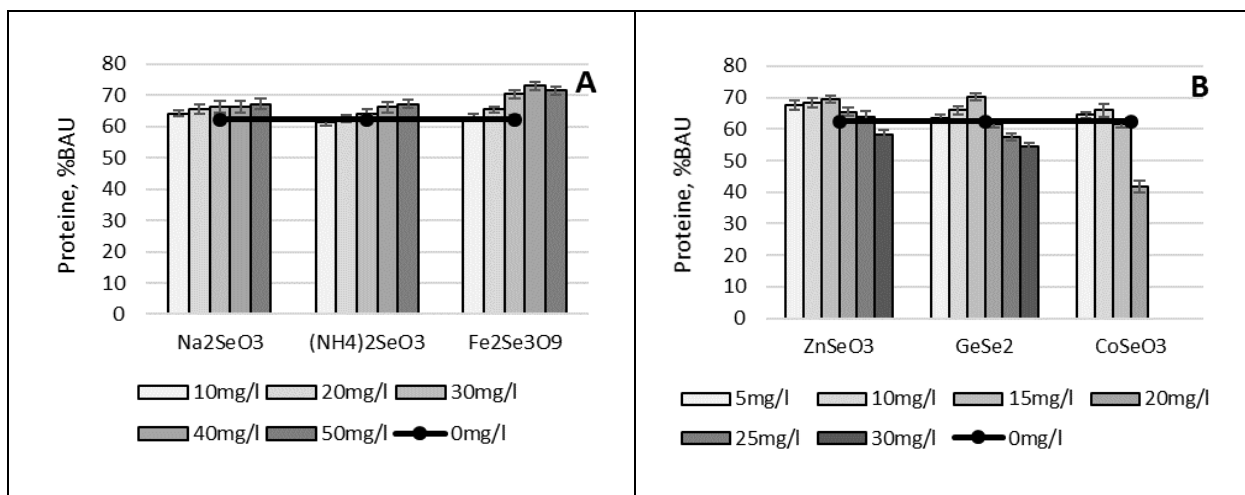 A
Proteine, %BAU
80
70
60
50
40
30
20
10
0
Na2SeO3 (NH4)2SeO3 Fe2Se3O9
10mg/l 20mg/l 30mg/l
40mg/l 50mg/l 0mg/l
B
Proteine, %BAU
80
70
60
50
40
30
20
10
0
ZnSeO3 GeSe2 CoSeO3
5mg/l 10mg/l 15mg/l 20mg/l
25mg/l 30mg/l 0mg/l